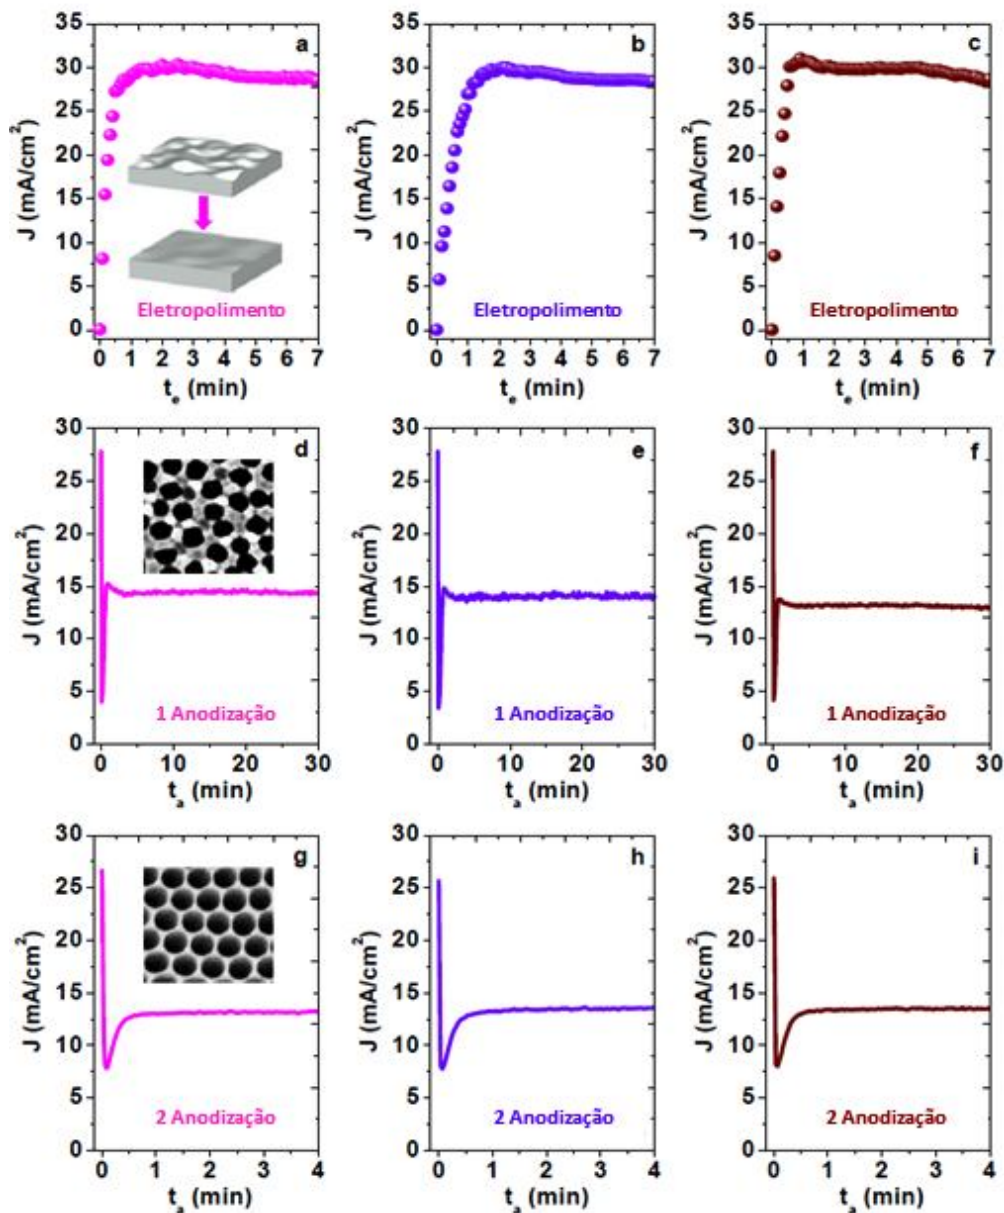 a
J (mA/cm²)
35
30
25
20
15
10
5
0
Eletropolimento
0 1 2 3 4 5 6 7
tₑ (min)
b
J (mA/cm²)
35
30
25
20
15
10
5
0
Eletropolimento
0 1 2 3 4 5 6 7
tₑ (min)
c
J (mA/cm²)
35
30
25
20
15
10
5
0
Eletropolimento
0 1 2 3 4 5 6 7
tₑ (min)
d
J (mA/cm²)
30
25
20
15
10
5
0
1 Anodização
0 10 20 30
tₐ (min)
e
J (mA/cm²)
30
25
20
15
10
5
0
1 Anodização
0 10 20 30
tₐ (min)
f
J (mA/cm²)
30
25
20
15
10
5
0
1 Anodização
0 10 20 30
tₐ (min)
g
J (mA/cm²)
30
25
20
15
10
5
0
2 Anodização
0 1 2 3 4
tₐ (min)
h
J (mA/cm²)
30
25
20
15
10
5
0
2 Anodização
0 1 2 3 4
tₐ (min)
i
J (mA/cm²)
30
25
20
15
10
5
0
2 Anodização
0 1 2 3 4
tₐ (min)